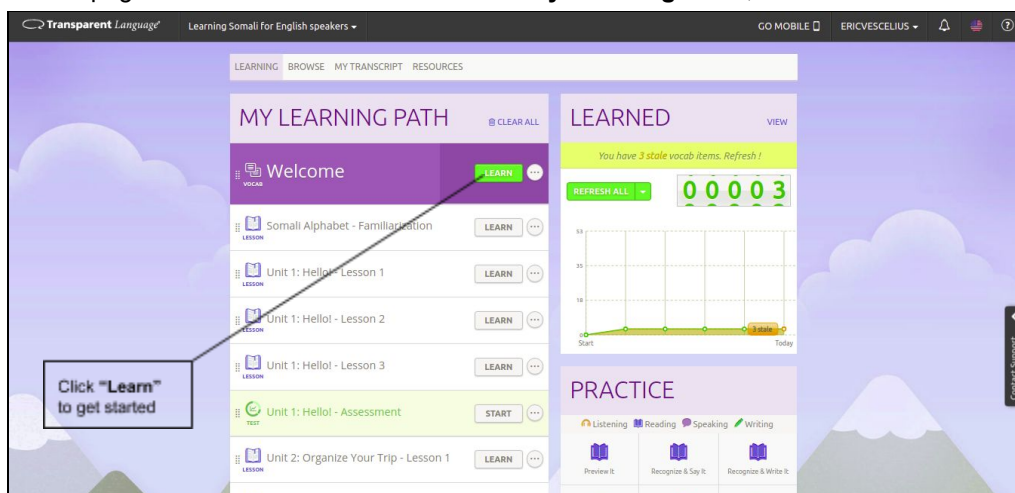 Transparent Language®
Learning Somali for English speakers
GO MOBILE
ERICVESCELIUS
LEARNING BROWSE MY TRANSCRIPT RESOURCES
MY LEARNING PATH
CLEAR ALL
Welcome
VOCAB
LEARN
Somali Alphabet - Familiarization
LESSON
LEARN
Unit 1: Hello! - Lesson 1
LESSON
LEARN
Unit 1: Hello! - Lesson 2
LESSON
LEARN
Unit 1: Hello! - Lesson 3
LESSON
LEARN
Unit 1: Hello! - Assessment
TEST
START
Unit 2: Organize Your Trip - Lesson 1
LESSON
LEARN
Click "Learn"
to get started
LEARNED
VIEW
You have 3 stale vocab items. Refresh !
REFRESH ALL
0 0 0 0 3
53
35
18
0
3 stale
Start
Today
PRACTICE
Listening Reading Speaking Writing
Preview It
Recognize & Say It
Recognize & Write It
Contact Support